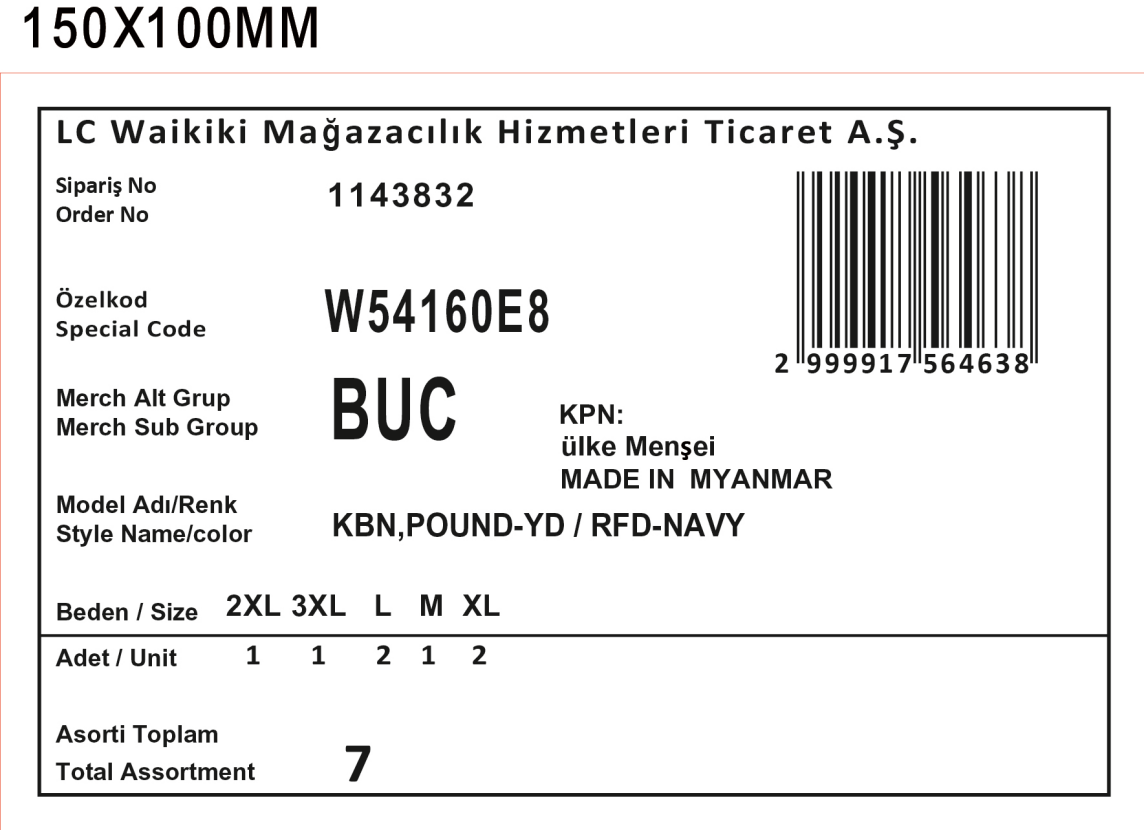 150X100MM
LC Waikiki Mağazacılık Hizmetleri Ticaret A.Ş.
Sipariş No
Order No
1143832
2 999917 564638
Özelkod
Special Code
W54160E8
Merch Alt Grup
Merch Sub Group
BUC
KPN:
ülke Menşei
MADE IN MYANMAR
Model Adı/Renk
Style Name/color
KBN,POUND-YD / RFD-NAVY
Beden / Size 2XL 3XL L M XL
Adet / Unit 1 1 2 1 2
Asorti Toplam
Total Assortment
7